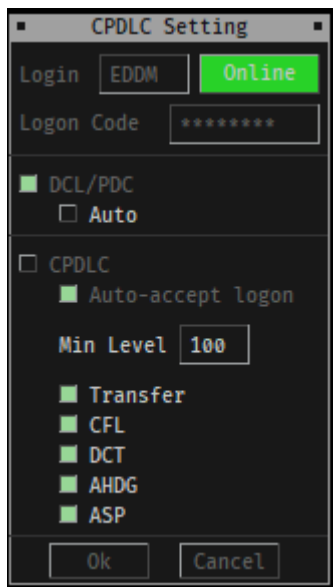 CPDLC Setting
Login EDDM Online
Logon Code ********
DCL/PDC
Auto
CPDLC
Auto-accept logon
Min Level 100
Transfer
CFL
DCT
AHDG
ASP
Ok Cancel